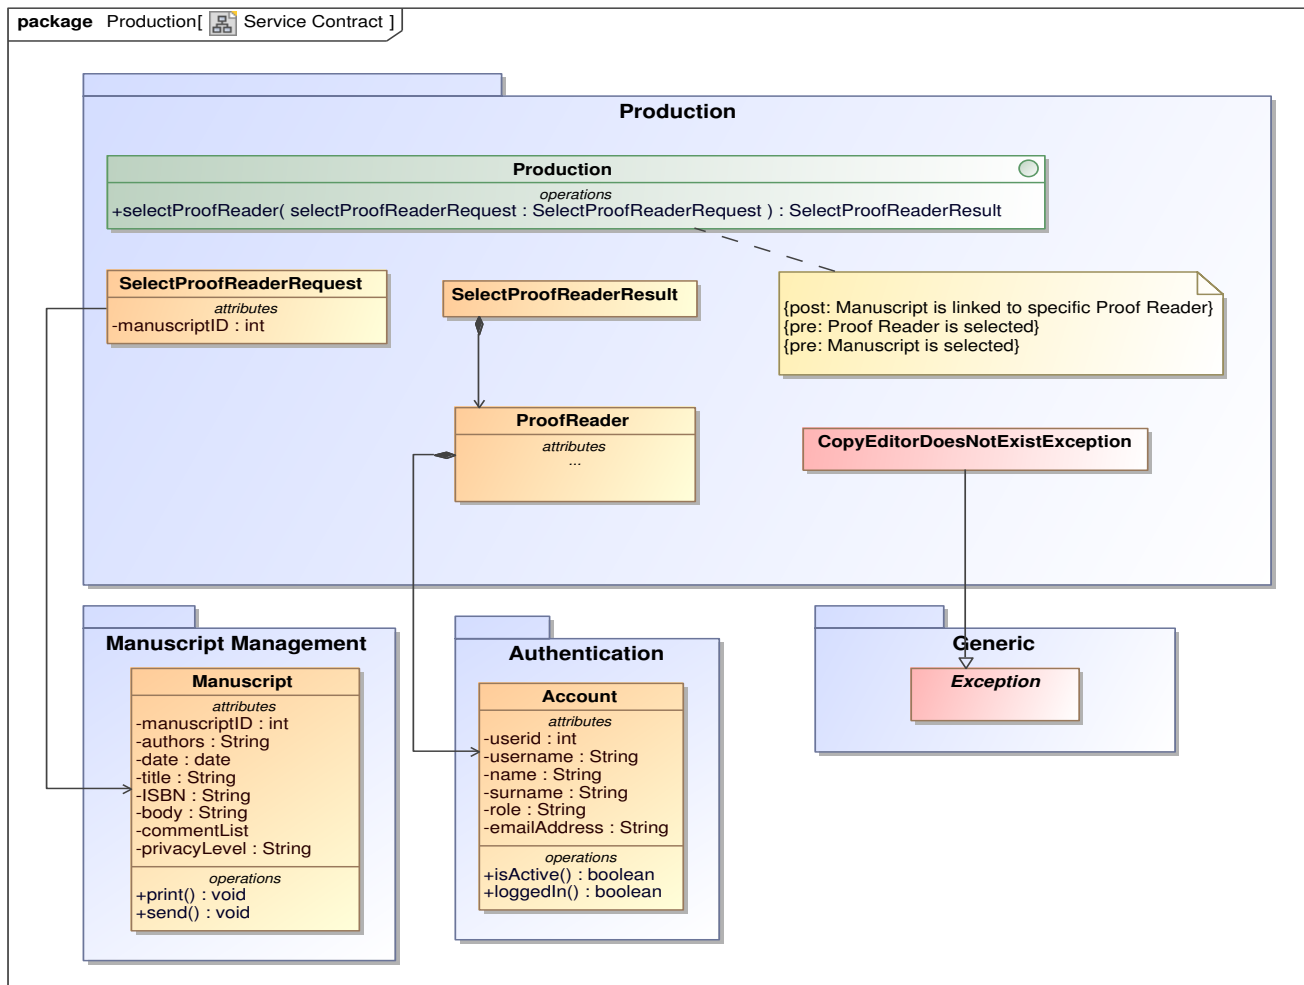 package Production[ Service Contract ]
Production
Production
operations
+selectProofReader( selectProofReaderRequest : SelectProofReaderRequest ) : SelectProofReaderResult
SelectProofReaderRequest
attributes
-manuscriptID : int
SelectProofReaderResult
{post: Manuscript is linked to specific Proof Reader}
{pre: Proof Reader is selected}
{pre: Manuscript is selected}
ProofReader
attributes
...
CopyEditorDoesNotExistException
Manuscript Management
Manuscript
attributes
-manuscriptID : int
-authors : String
-date : date
-title : String
-ISBN : String
-body : String
-commentList
-privacyLevel : String
operations
+print() : void
+send() : void
Authentication
Account
attributes
-userid : int
-username : String
-name : String
-surname : String
-role : String
-emailAddress : String
operations
+isActive() : boolean
+loggedIn() : boolean
Generic
Exception